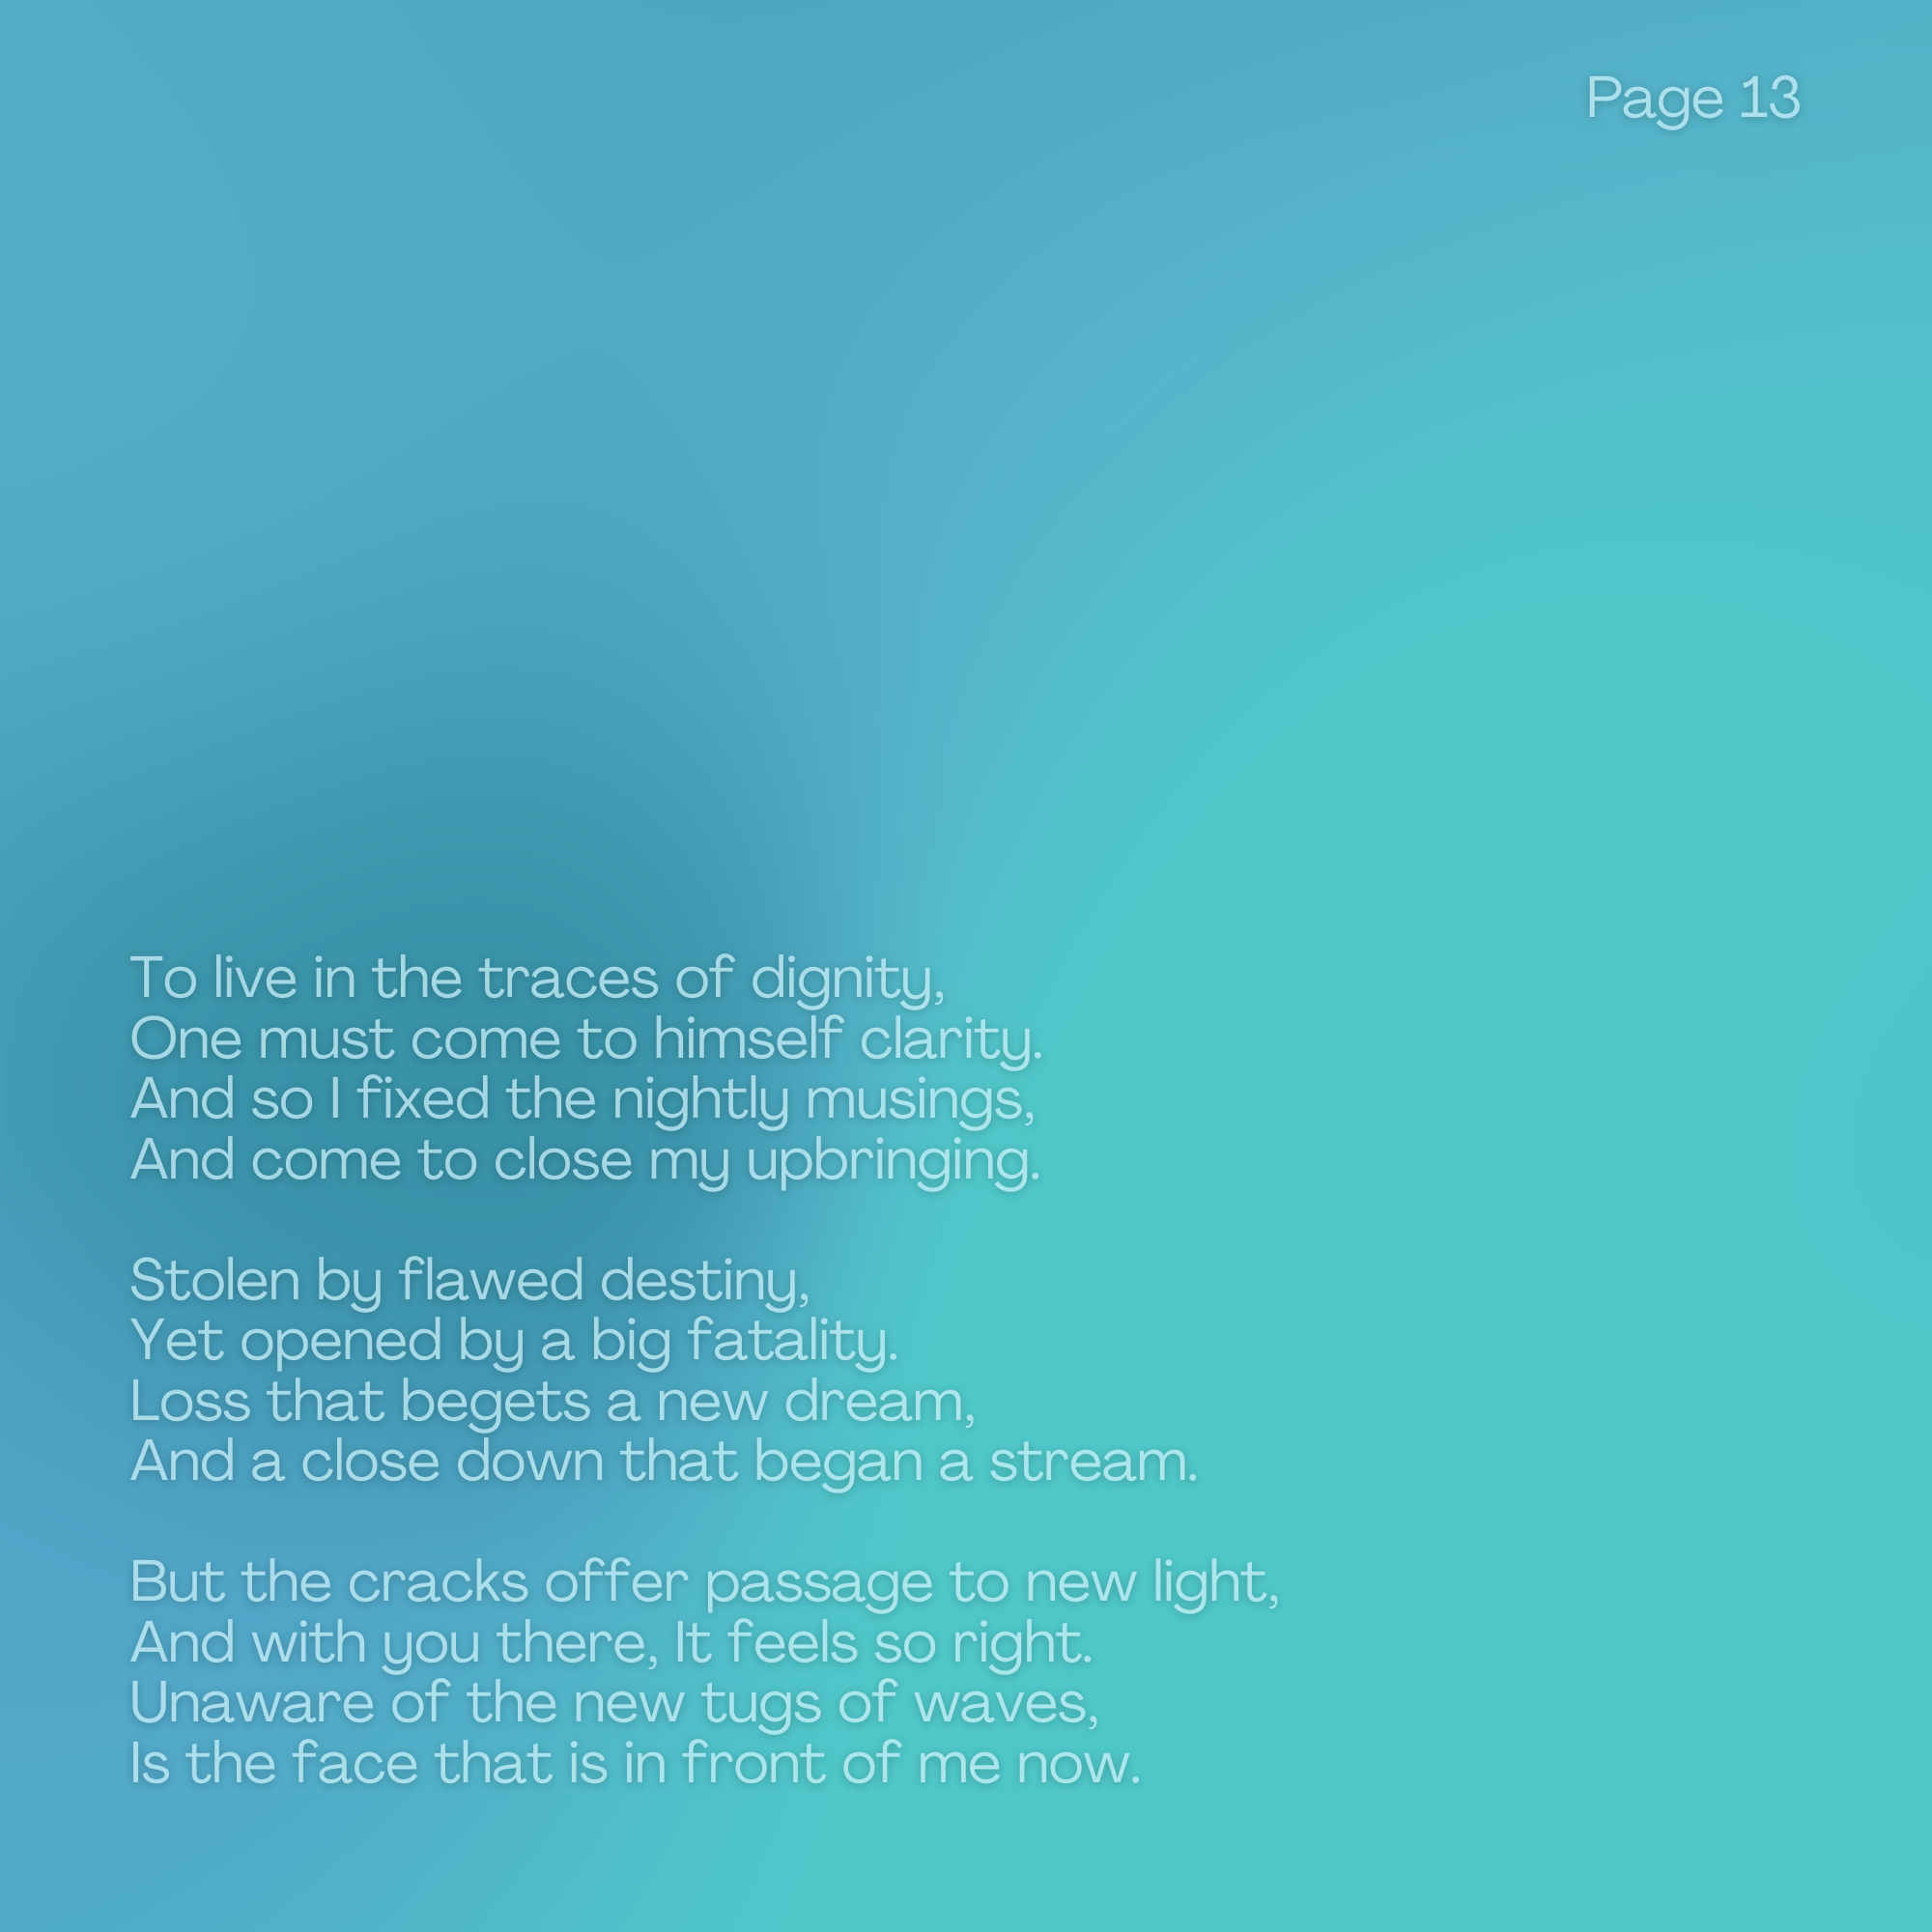 Page 13
To live in the traces of dignity,
One must come to himself clarity.
And so I fixed the nightly musings,
And come to close my upbringing.
Stolen by flawed destiny,
Yet opened by a big fatality.
Loss that begets a new dream,
And a close down that began a stream.
But the cracks offer passage to new light,
And with you there, It feels so right.
Unaware of the new tugs of waves,
Is the face that is in front of me now.